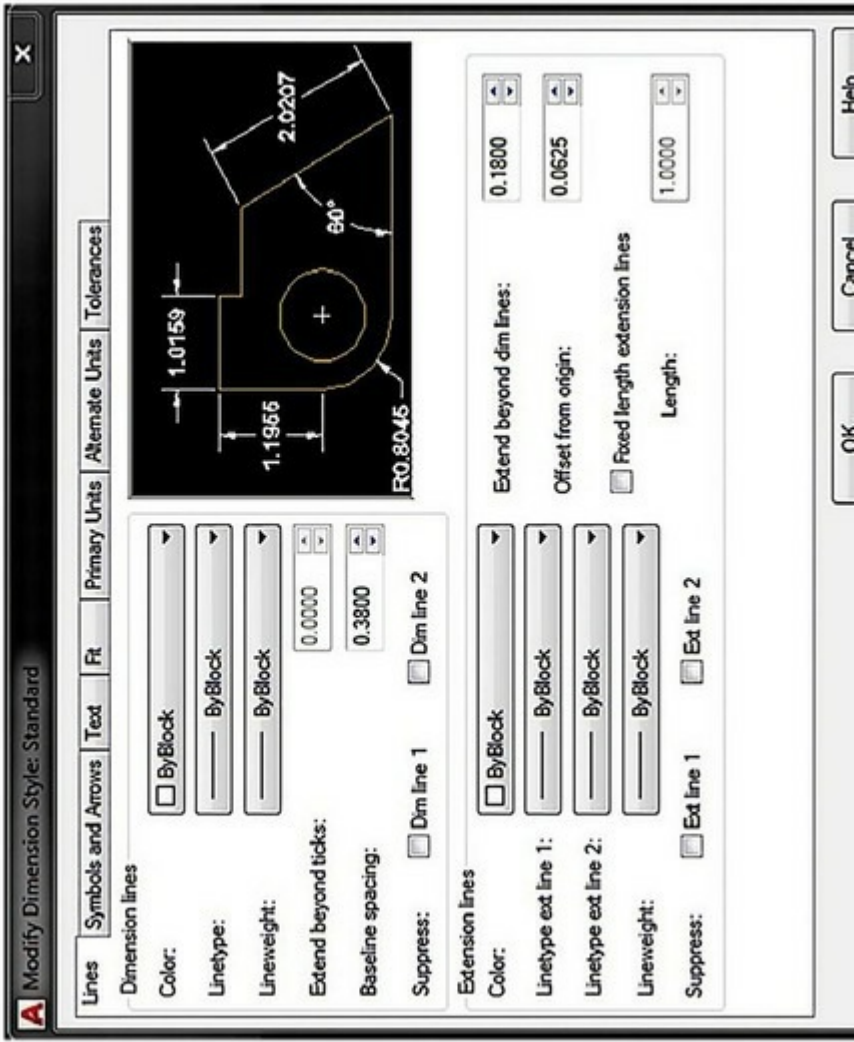 A Modify Dimension Style: Standard X
Lines Symbols and Arrows Text Fit Primary Units Alternate Units Tolerances
Dimension lines
Color: ByBlock
Linetype: ByBlock
Lineweight: ByBlock
Extend beyond ticks: 0.0000
Baseline spacing: 0.3800
Suppress: Dim line 1 Dim line 2
1.0159
1.1955
2.0207
60°
R0.8045
Extension lines
Color: ByBlock
Linetype ext line 1: ByBlock
Linetype ext line 2: ByBlock
Lineweight: ByBlock
Suppress: Ext line 1 Ext line 2
Extend beyond dim lines: 0.1800
Offset from origin: 0.0625
Fixed length extension lines
Length: 1.0000
OK Cancel Help